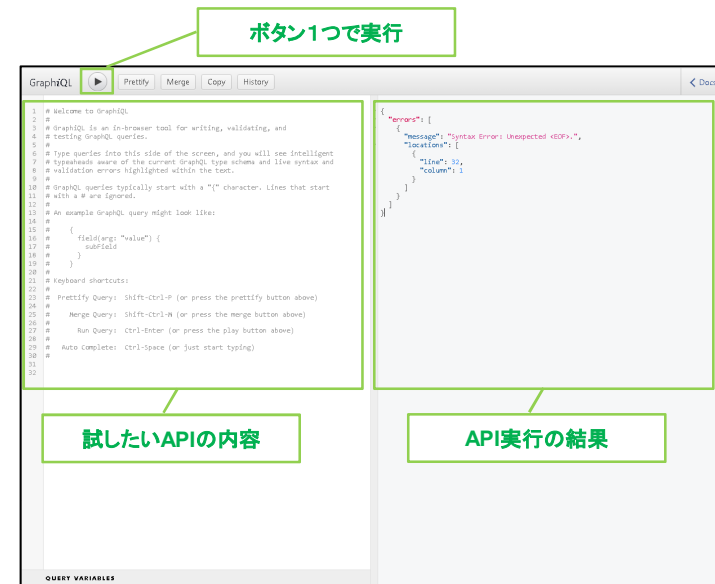 ボタン１つで実行
GraphiQL Prettify Merge Copy History < Docs
1 # Welcome to GraphiQL
2 #
3 # GraphiQL is an in-browser tool for writing, validating, and
4 # testing GraphQL queries.
5 #
6 # Type queries into this side of the screen, and you will see intelligent
7 # typeaheads aware of the current GraphQL type schema and live syntax and
8 # validation errors highlighted within the text.
9 #
10 # GraphQL queries typically start with a "{" character. Lines that start
11 # with a # are ignored.
12 #
13 # An example GraphQL query might look like:
14 #
15 # {
16 # field(arg: "value") {
17 # subField
18 # }
19 # }
20 #
21 # Keyboard shortcuts:
22 #
23 # Prettify Query: Shift-Ctrl-P (or press the prettify button above)
24 #
25 # Merge Query: Shift-Ctrl-M (or press the merge button above)
26 #
27 # Run Query: Ctrl-Enter (or press the play button above)
28 #
29 # Auto Complete: Ctrl-Space (or just start typing)
30 #
31
32
{
"errors": [
{
"message": "Syntax Error: Unexpected <EOF>.",
"locations": [
{
"line": 32,
"column": 1
}
]
}
]
}
試したいAPIの内容
API実行の結果
QUERY VARIABLES